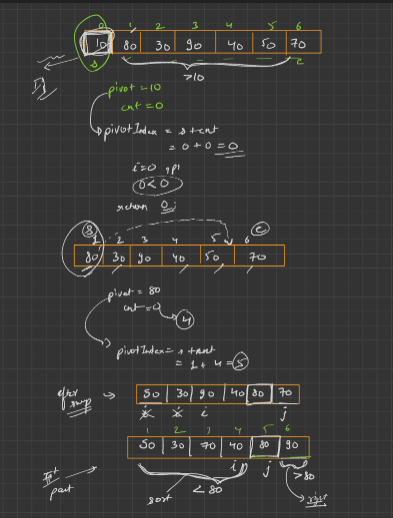 0 1 2 3 4 5 6
10 80 30 90 40 50 70
s e
>10
pivot = 10
cnt = 0
pivotIndex = s + cnt
= 0 + 0 = 0
i=0, pI
0<0
return 0;
s e
1 2 3 4 5 6
80 30 90 40 50 70
pivot = 80
cnt = 0 4
pivotIndex = s + cnt
= 1 + 4 = 5
after swap → 50 30 90 40 80 70
i i i j
1 2 3 4 5 6
50 30 70 40 80 90
i j
part → <80 >80
sort right